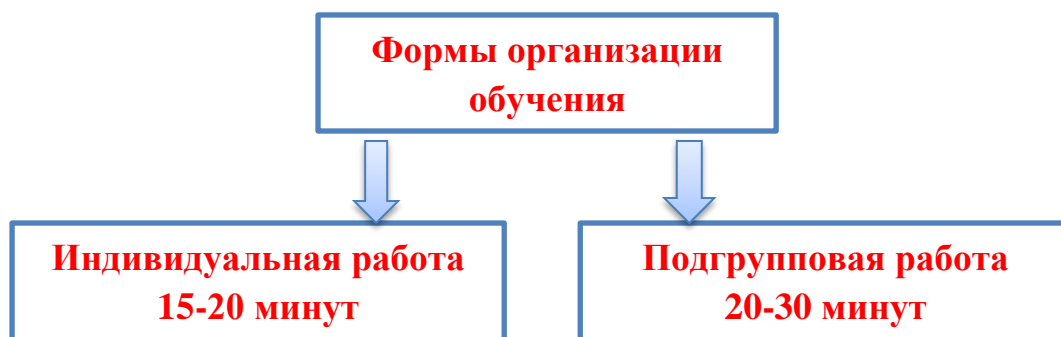 Формы организации
обучения
Индивидуальная работа
15-20 минут
Подгрупповая работа
20-30 минут